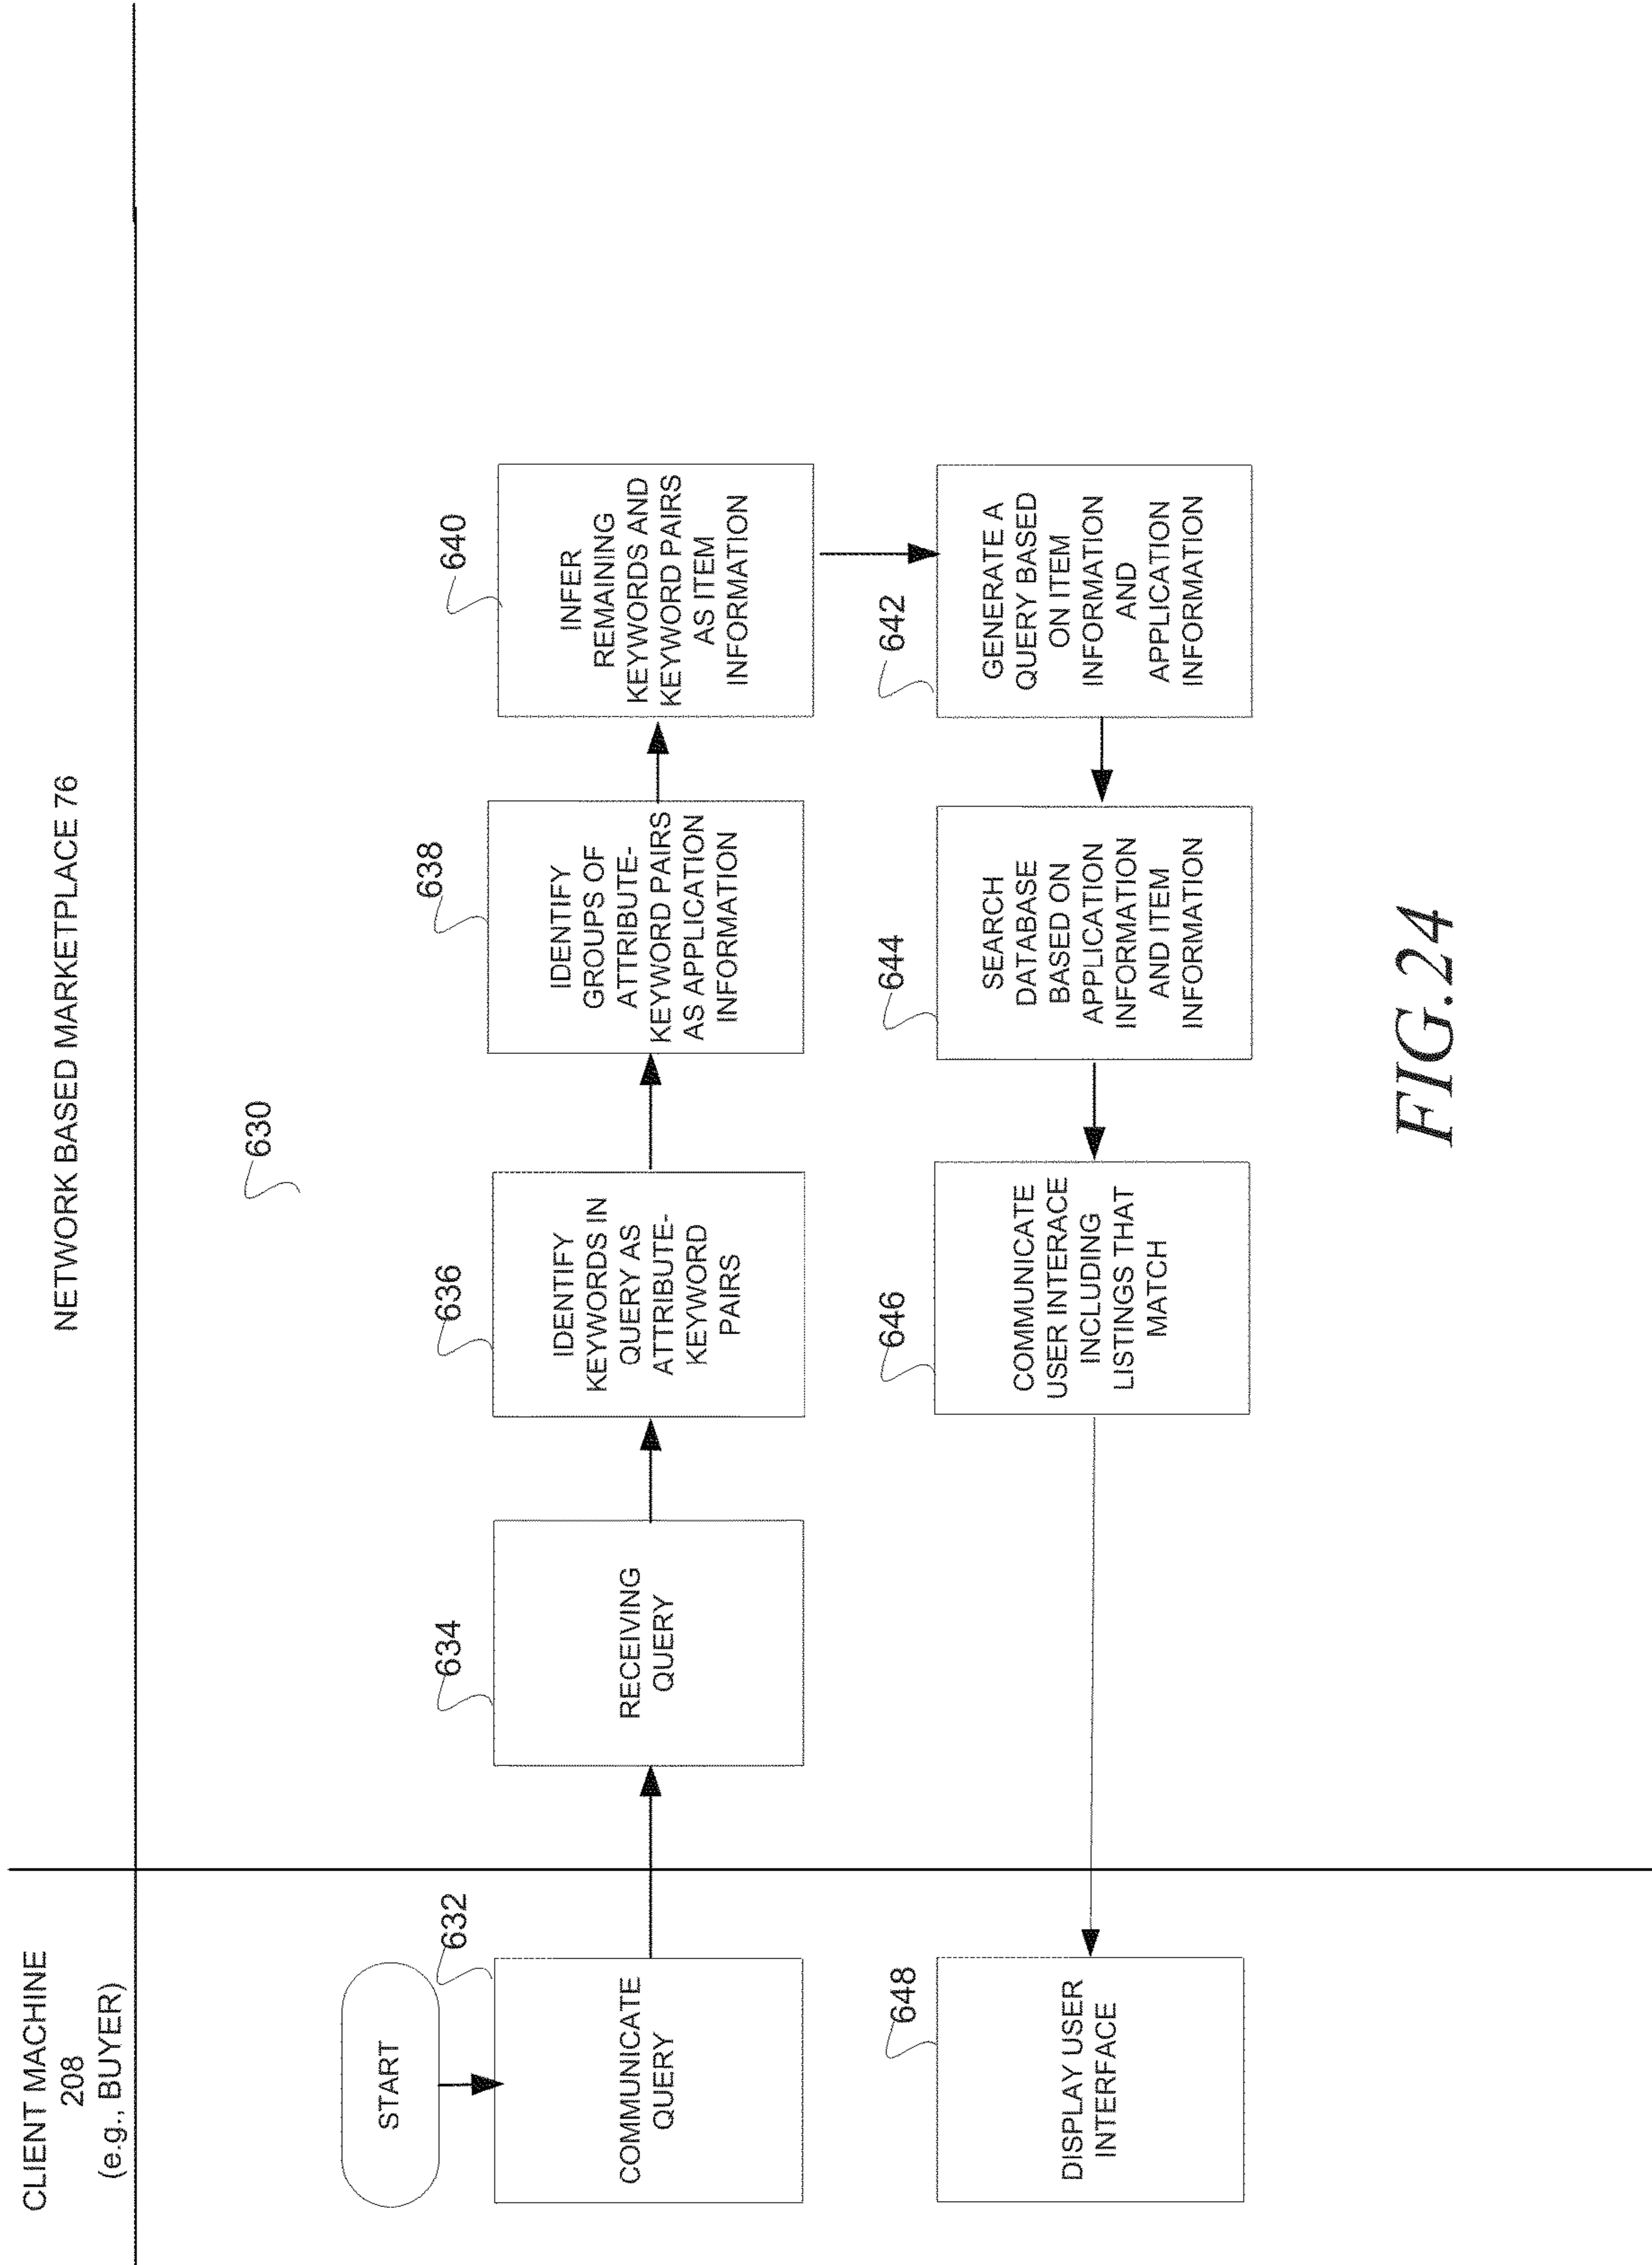 CLIENT MACHINE
208
(e.g., BUYER)
NETWORK BASED MARKETPLACE 76
630
START
632
COMMUNICATE
QUERY
634
RECEIVING
QUERY
636
IDENTIFY
KEYWORDS IN
QUERY AS
ATTRIBUTE-
KEYWORD
PAIRS
638
IDENTIFY
GROUPS OF
ATTRIBUTE-
KEYWORD PAIRS
AS APPLICATION
INFORMATION
640
INFER
REMAINING
KEYWORDS AND
KEYWORD PAIRS
AS ITEM
INFORMATION
642
GENERATE A
QUERY BASED
ON ITEM
INFORMATION
AND
APPLICATION
INFORMATION
644
SEARCH
DATABASE
BASED ON
APPLICATION
INFORMATION
AND ITEM
INFORMATION
646
COMMUNICATE
USER INTERACE
INCLUDING
LISTINGS THAT
MATCH
648
DISPLAY USER
INTERFACE
FIG.24